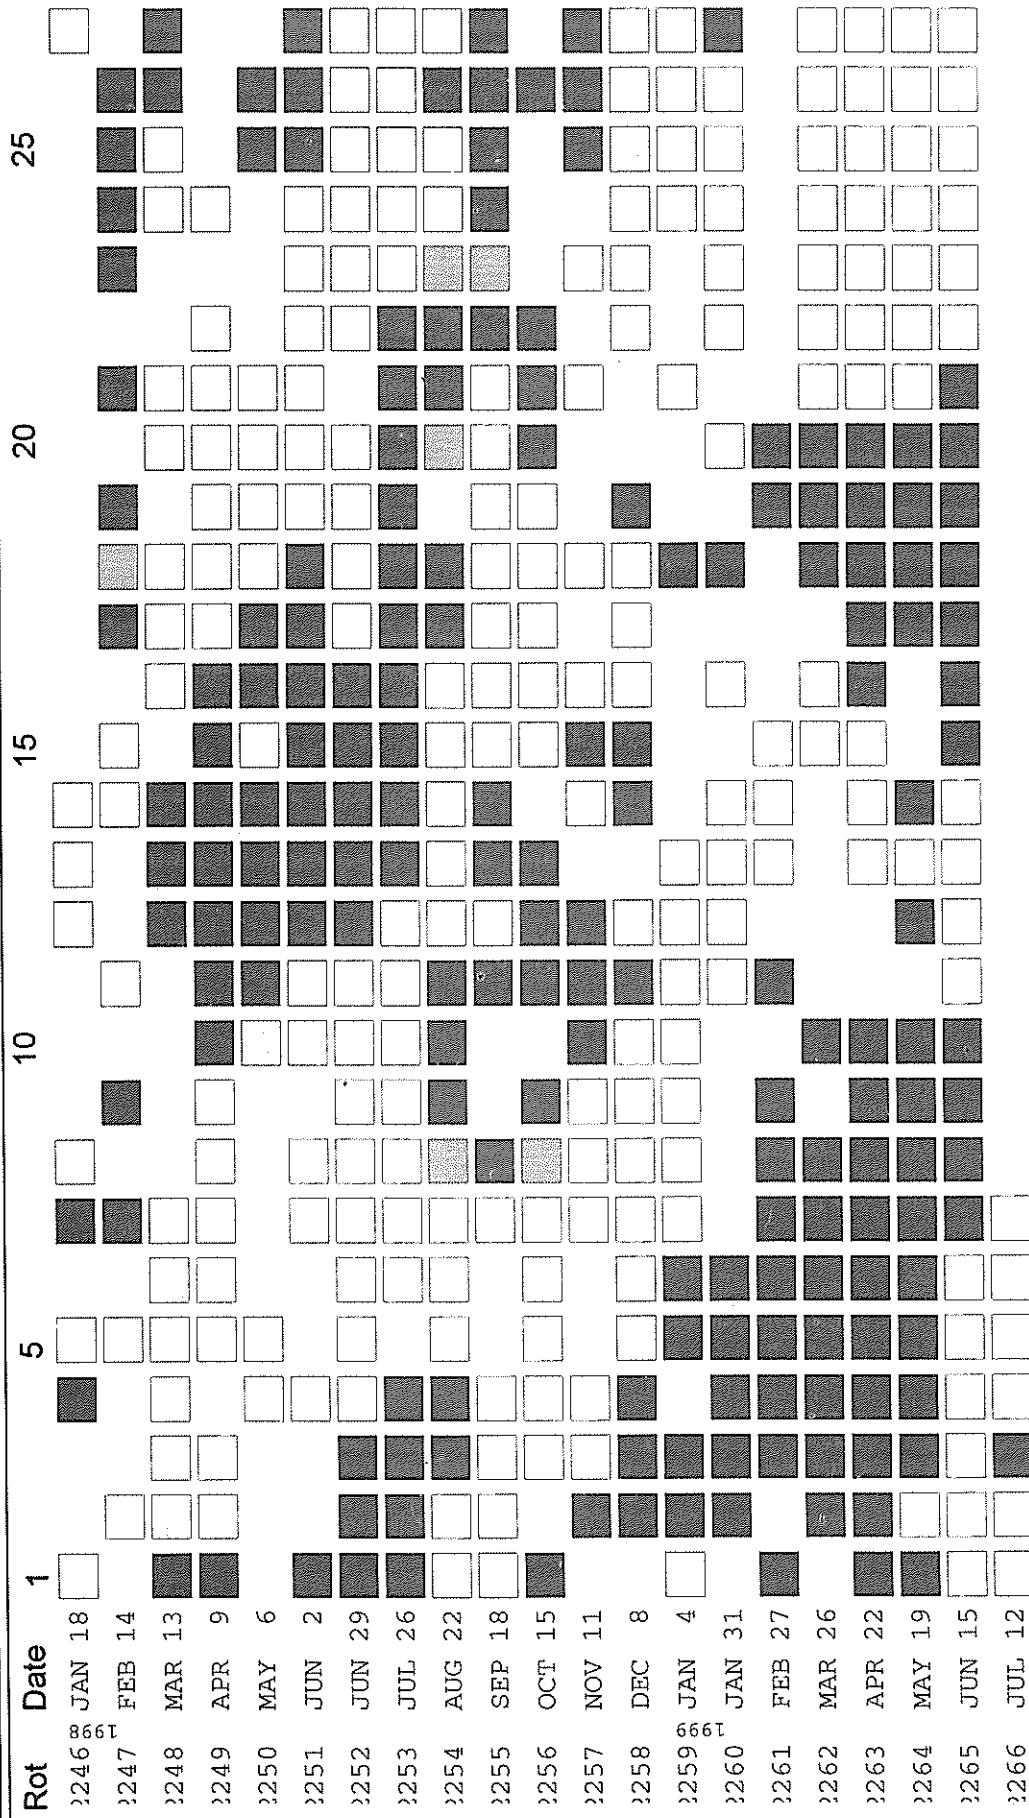 Rot Date 1 5 10 15 20 25
2246 JAN 18
1998
2247 FEB 14
2248 MAR 13
2249 APR 9
2250 MAY 6
2251 JUN 2
2252 JUN 29
2253 JUL 26
2254 AUG 22
2255 SEP 18
2256 OCT 15
2257 NOV 11
2258 DEC 8
2259 JAN 4
1999
2260 JAN 31
2261 FEB 27
2262 MAR 26
2263 APR 22
2264 MAY 19
2265 JUN 15
2266 JUL 12